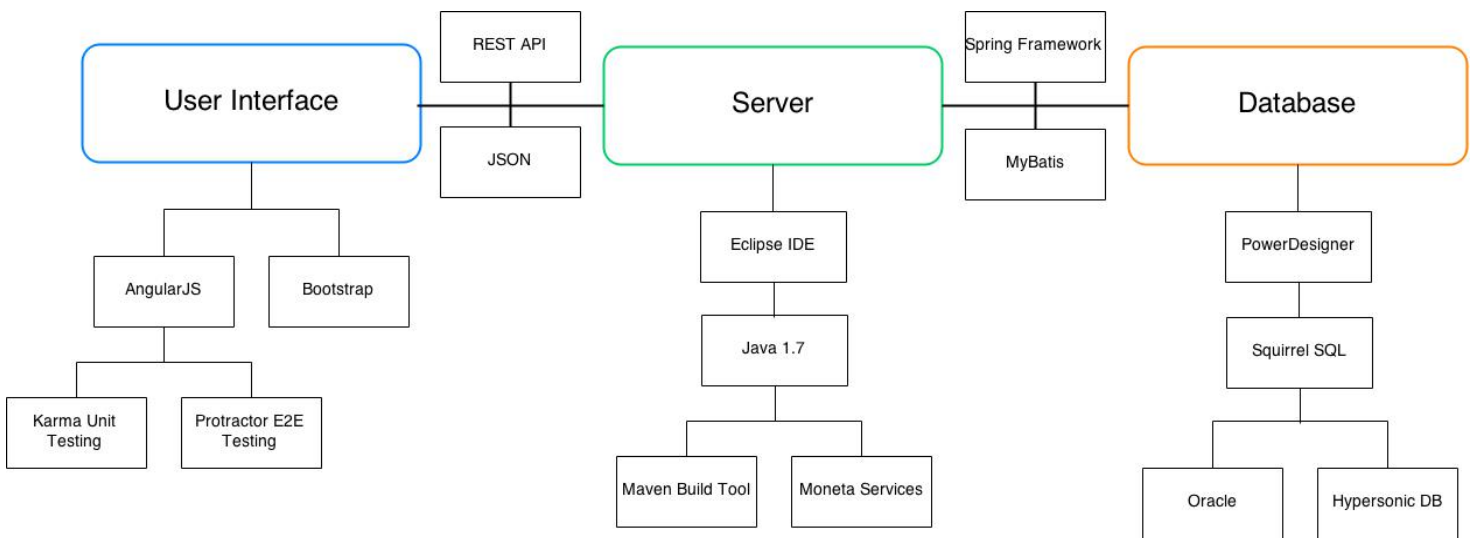 REST API
Spring Framework
User Interface
Server
Database
JSON
MyBatis
Eclipse IDE
PowerDesigner
AngularJS
Bootstrap
Java 1.7
Squirrel SQL
Karma Unit
Testing
Protractor E2E
Testing
Maven Build Tool
Moneta Services
Oracle
Hypersonic DB